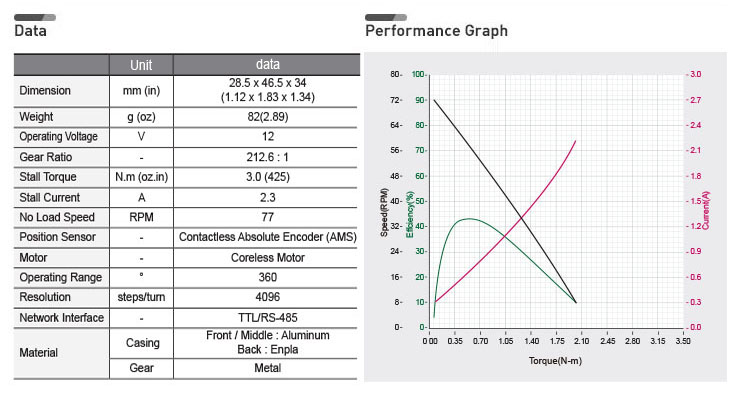 Data
Unit data
Dimension mm (in) 28.5 x 46.5 x 34
(1.12 x 1.83 x 1.34)
Weight g (oz) 82(2.89)
Operating Voltage V 12
Gear Ratio - 212.6 : 1
Stall Torque N.m (oz.in) 3.0 (425)
Stall Current A 2.3
No Load Speed RPM 77
Position Sensor Contactless Absolute Encoder (AMS)
Motor - Coreless Motor
Operating Range ° 360
Resolution steps/turn 4096
Network Interface - TTL/RS-485
Material Casing Front / Middle : Aluminum
Back : Enpla
Gear Metal
Performance Graph
80- 100- - 3.0
72- 90- - 2.7
64- 80- - 2.4
56- 70- - 2.1
60- - 1.8
48- 50- - 1.5
40- 40- - 1.2
32- 30- - 0.9
24- 20- - 0.6
16-
8- 10- - 0.3
0- 0- - 0.0
Speed(RPM)
Efficiency(%)
Current(A)
0.00 0.35 0.70 1.05 1.40 1.75 2.10 2.45 2.80 3.15 3.50
Torque(N-m)